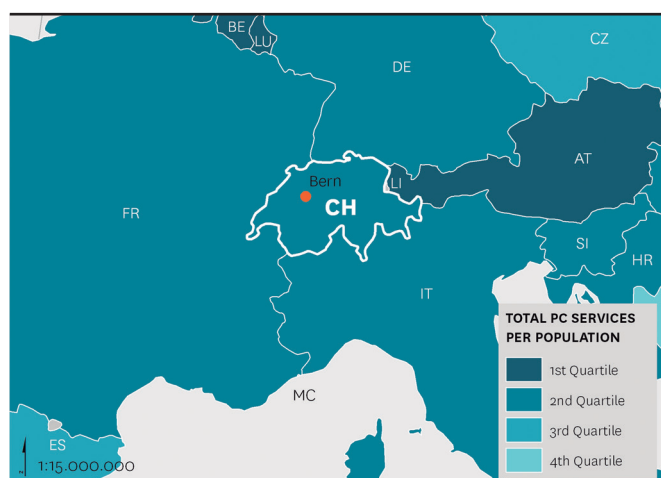 BE
LU
CZ
DE
AT
LI
Bern
CH
FR
SI
HR
IT
MC
ES
N
1:15.000.000
TOTAL PC SERVICES
PER POPULATION
1st Quartile
2nd Quartile
3rd Quartile
4th Quartile